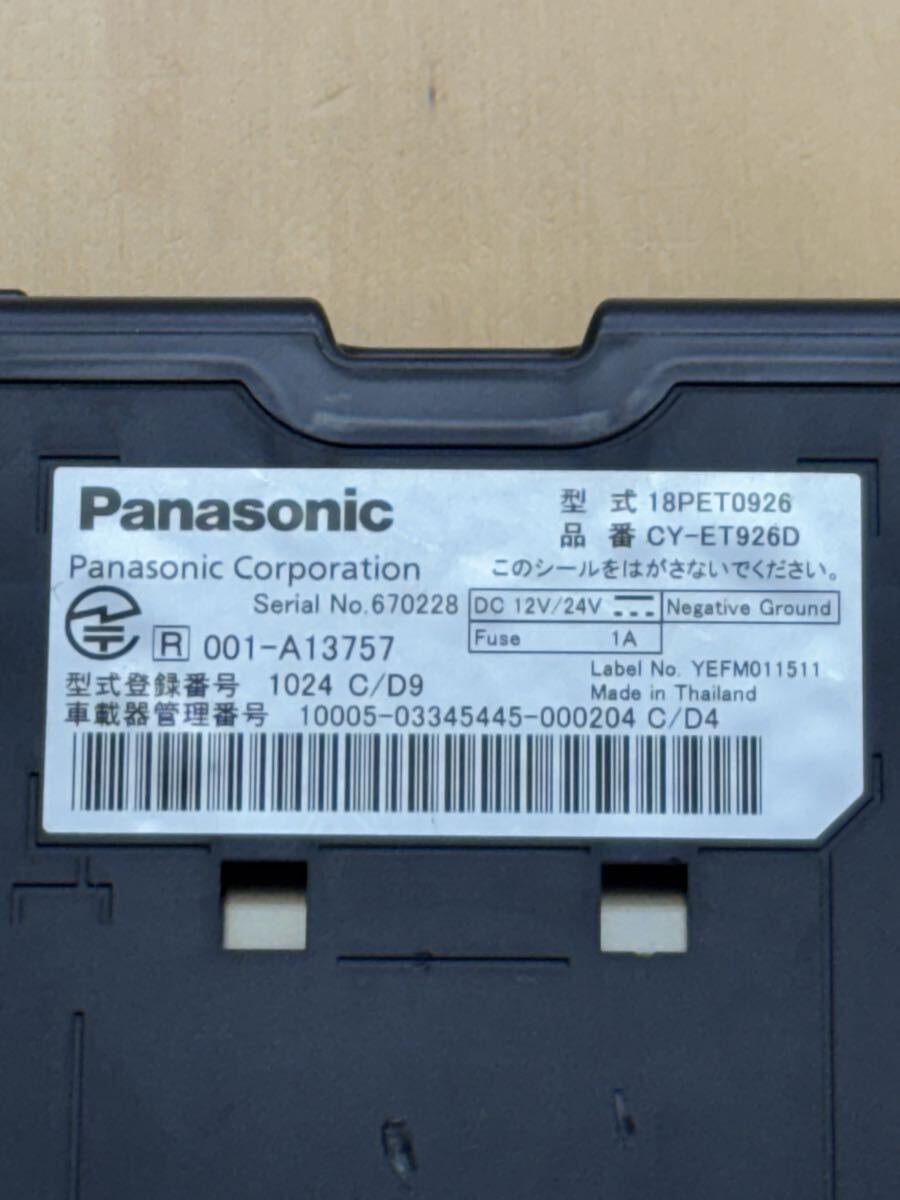 Panasonic
型 式 18PET0926
品 番 CY-ET926D
Panasonic Corporation
このシールをはがさないでください。
Serial No.670228
DC 12V/24V
Negative Ground
Fuse 1A
R 001-A13757
Label No. YEFM011511
Made in Thailand
型式登録番号 1024 C/D9
車載器管理番号 10005-03345445-000204 C/D4